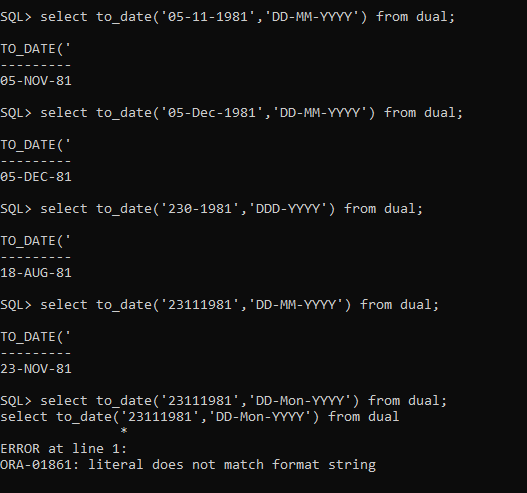 SQL> select to_date('05-11-1981','DD-MM-YYYY') from dual;
TO_DATE('
---------
05-NOV-81
SQL> select to_date('05-Dec-1981','DD-MM-YYYY') from dual;
TO_DATE('
---------
05-DEC-81
SQL> select to_date('230-1981','DDD-YYYY') from dual;
TO_DATE('
---------
18-AUG-81
SQL> select to_date('23111981','DD-MM-YYYY') from dual;
TO_DATE('
---------
23-NOV-81
SQL> select to_date('23111981','DD-Mon-YYYY') from dual;
select to_date('23111981','DD-Mon-YYYY') from dual
*
ERROR at line 1:
ORA-01861: literal does not match format string